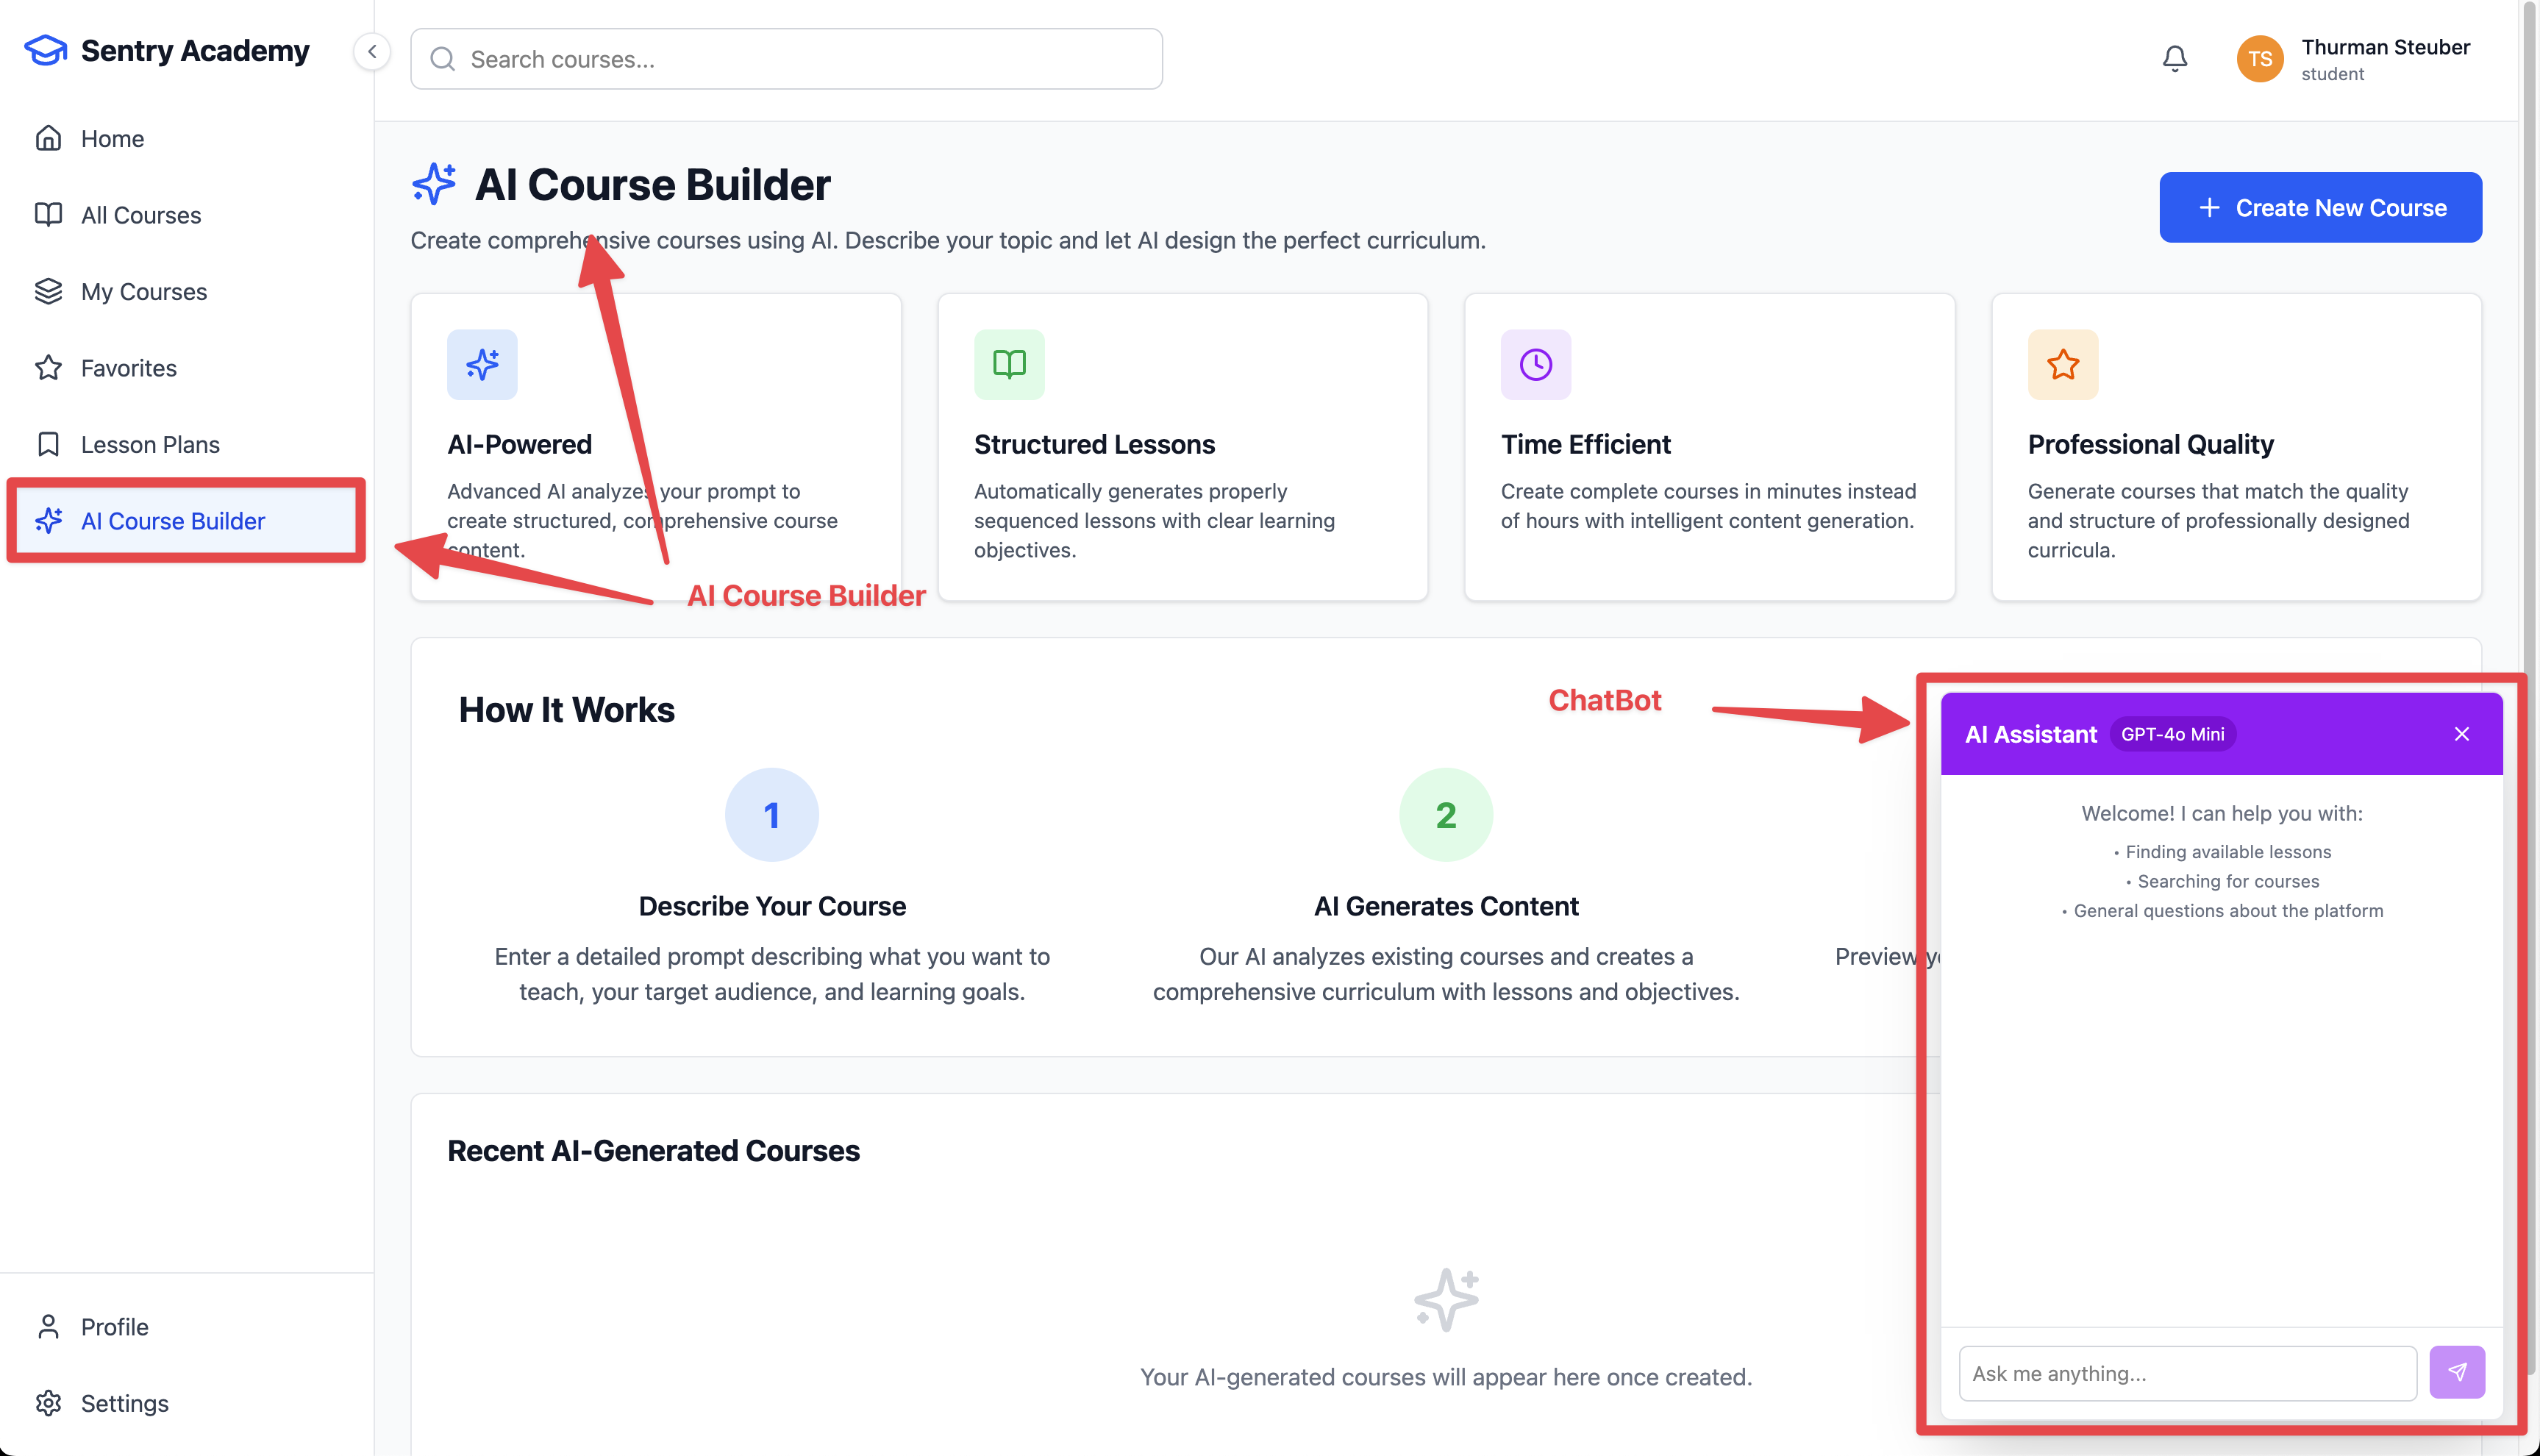 Sentry Academy
Home
All Courses
My Courses
Favorites
Lesson Plans
AI Course Builder
Profile
Settings
Search courses...
TS
Thurman Steuber
student
AI Course Builder
Create comprehensive courses using AI. Describe your topic and let AI design the perfect curriculum.
+ Create New Course
AI-Powered
Advanced AI analyzes your prompt to
create structured, comprehensive course
content.
Structured Lessons
Automatically generates properly
sequenced lessons with clear learning
objectives.
Time Efficient
Create complete courses in minutes instead
of hours with intelligent content generation.
Professional Quality
Generate courses that match the quality
and structure of professionally designed
curricula.
AI Course Builder
How It Works
1
Describe Your Course
Enter a detailed prompt describing what you want to
teach, your target audience, and learning goals.
2
AI Generates Content
Our AI analyzes existing courses and creates a
comprehensive curriculum with lessons and objectives.
Preview
ChatBot
AI Assistant GPT-4o Mini
Welcome! I can help you with:
• Finding available lessons
• Searching for courses
• General questions about the platform
Ask me anything...
Recent AI-Generated Courses
Your AI-generated courses will appear here once created.